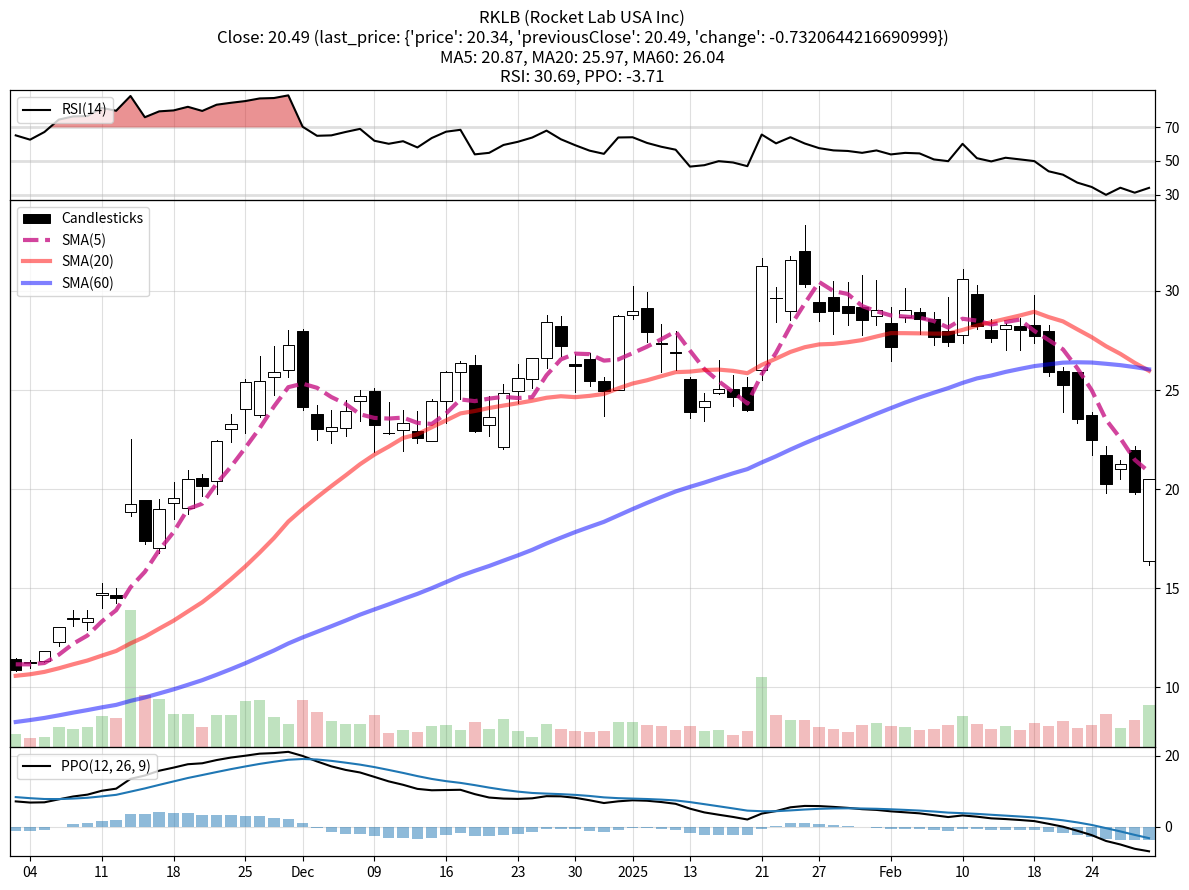 RKLB (Rocket Lab USA Inc)
Close: 20.49 (last_price: {'price': 20.34, 'previousClose': 20.49, 'change': -0.7320644216690999})
MA5: 20.87, MA20: 25.97, MA60: 26.04
RSI: 30.69, PPO: -3.71
RSI(14)
70
50
30
Candlesticks
SMA(5)
SMA(20)
SMA(60)
30
25
20
15
10
PPO(12, 26, 9)
20
0
04 11 18 25 Dec 09 16 23 30 2025 13 21 27 Feb 10 18 24